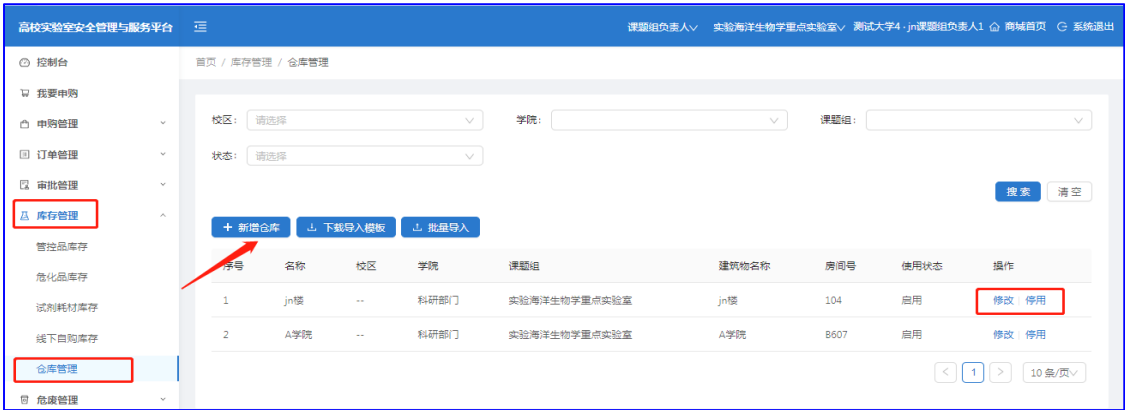 高校实验室安全管理与服务平台 课题组负责人 实验海洋生物学重点实验室 测试大学4 - jn课题组负责人1 商城首页 系统退出
控制台 首页 / 库存管理 / 仓库管理
我要申购
申购管理 校区: 请选择 学院: 课题组:
订单管理 状态: 请选择
审批管理 搜索 清空
库存管理 + 新增仓库 下载导入模板 批量导入
管控品库存
危化品库存 序号 名称 校区 学院 课题组 建筑物名称 房间号 使用状态 操作
试剂耗材库存 1 jn楼 -- 科研部门 实验海洋生物学重点实验室 jn楼 104 启用 修改 停用
线下自购库存 2 A学院 -- 科研部门 实验海洋生物学重点实验室 A学院 B607 启用 修改 停用
仓库管理 < 1 > 10 条/页
危废管理